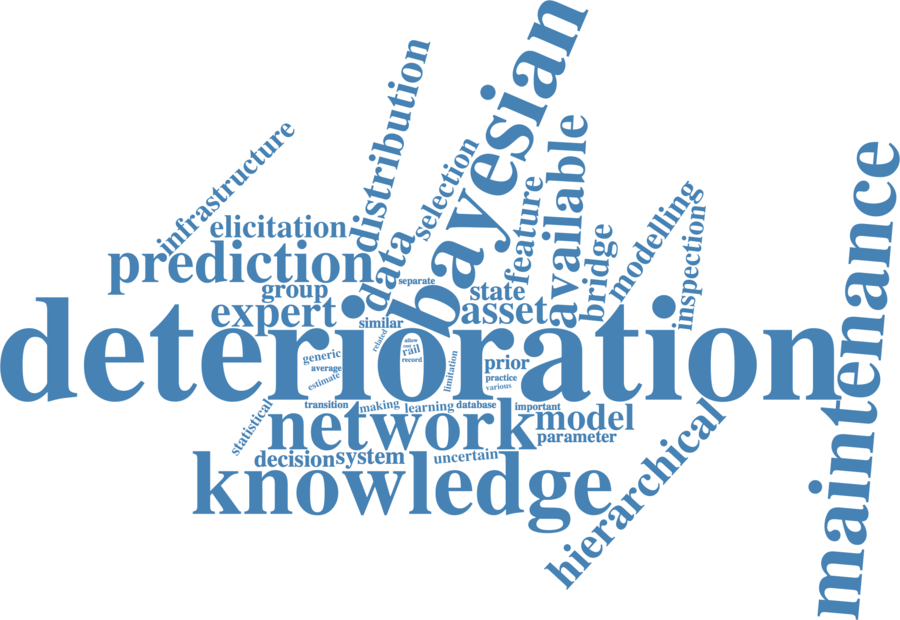 bayesian
distribution
infrastructure
selection
available
maintenance
elicitation
feature
modelling
prediction
data
bridge
inspection
separate
group
state
expert
asset
similar
deterioration
related
allow
cost
rail
record
generic
average
estimate
limitation
prior
practice
various
transition
making
learning
database
important
statistical
network
model
parameter
decision
system
uncertain
hierarchical
knowledge